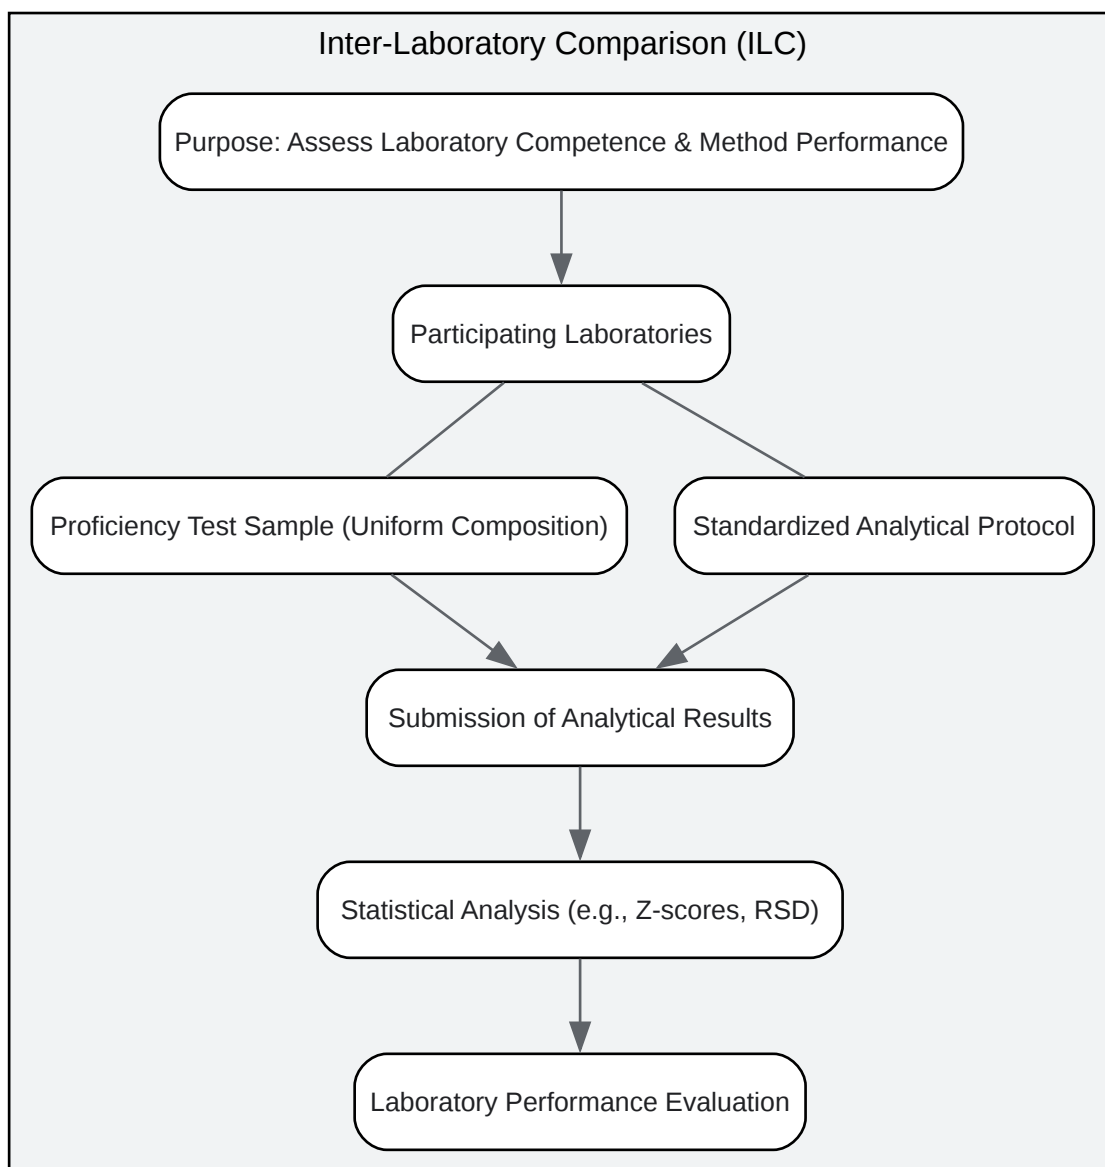 Inter-Laboratory Comparison (ILC)
Purpose: Assess Laboratory Competence & Method Performance
Participating Laboratories
Proficiency Test Sample (Uniform Composition)
Standardized Analytical Protocol
Submission of Analytical Results
Statistical Analysis (e.g., Z-scores, RSD)
Laboratory Performance Evaluation